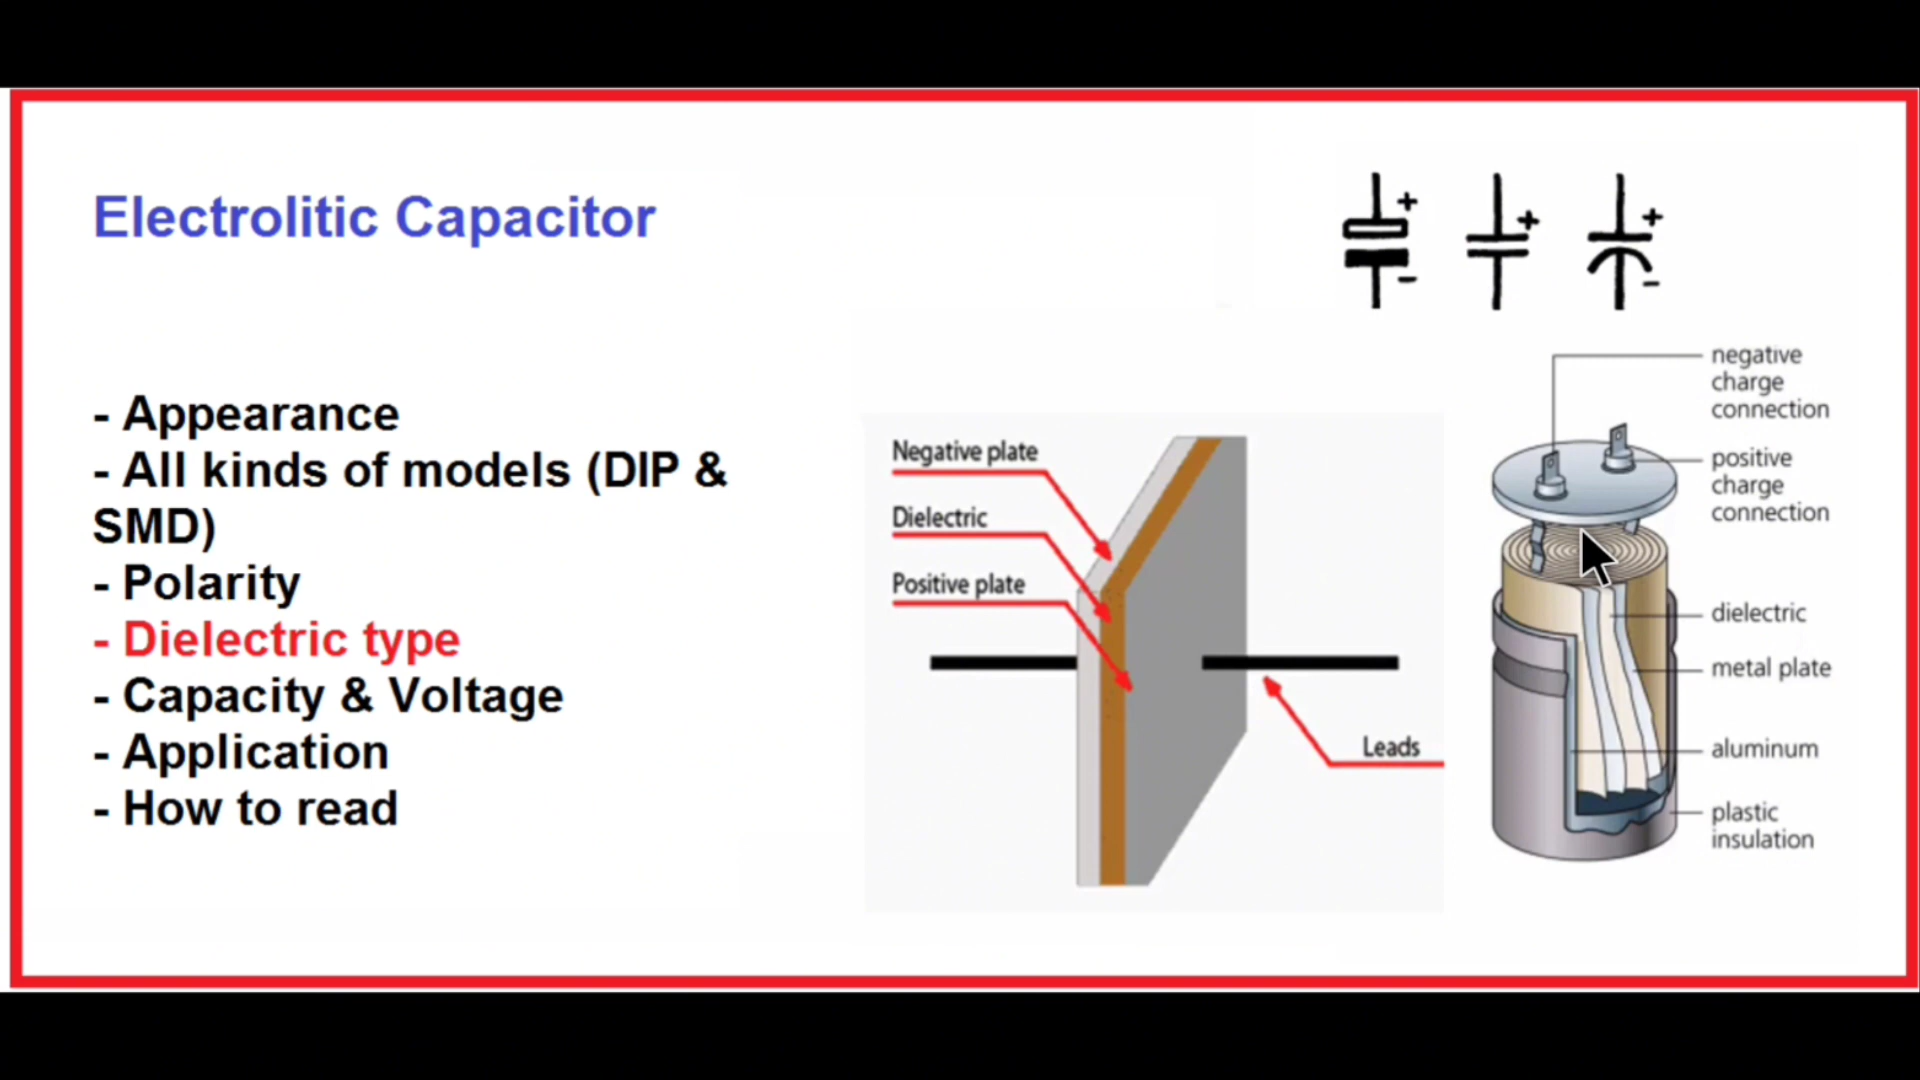 Electrolitic Capacitor
- Appearance
- All kinds of models (DIP &
SMD)
- Polarity
- Dielectric type
- Capacity & Voltage
- Application
- How to read
+
-
+
+
-
Negative plate
Dielectric
Positive plate
Leads
negative
charge
connection
positive
charge
connection
dielectric
metal plate
aluminum
plastic
insulation